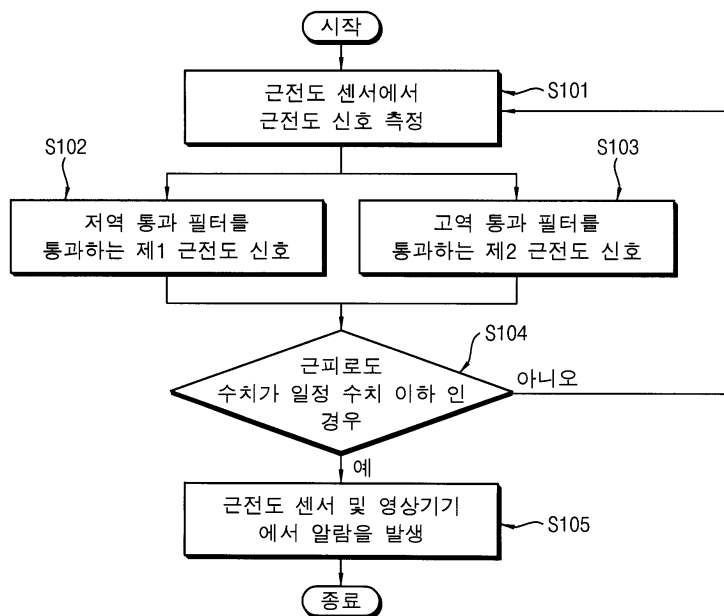 시작
근전도 센서에서
근전도 신호 측정
S101
S102
S103
저역 통과 필터를
통과하는 제1 근전도 신호
고역 통과 필터를
통과하는 제2 근전도 신호
S104
근피로도
수치가 일정 수치 이하 인
경우
아니오
예
근전도 센서 및 영상기기
에서 알람을 발생
S105
종료